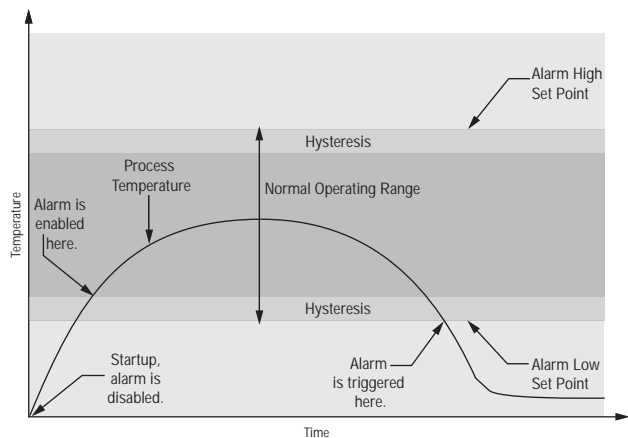 Alarm High
Set Point
Hysteresis
Process
Temperature
Normal Operating Range
Alarm is
enabled
here.
Temperature
Hysteresis
Startup,
alarm is
disabled.
Alarm
is triggered
here.
Alarm Low
Set Point
Time